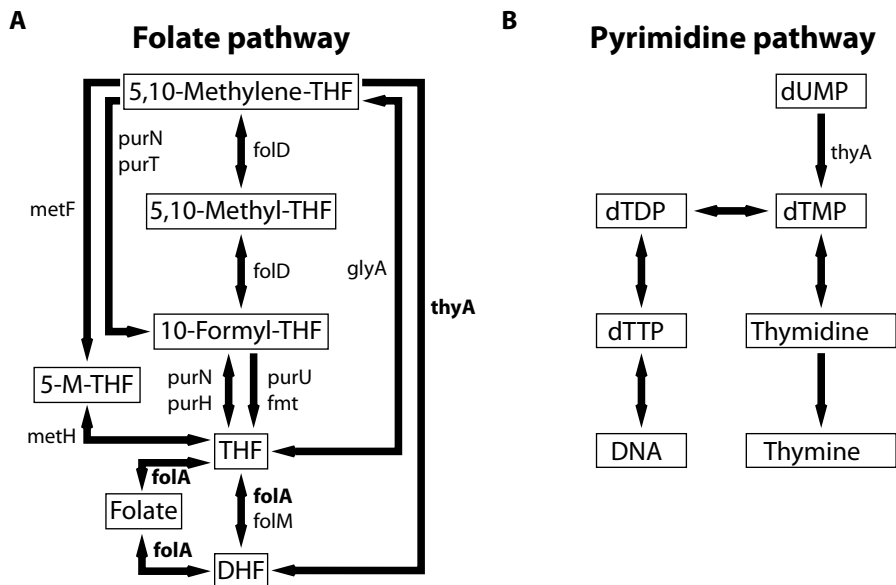 A
Folate pathway
5,10-Methylene-THF
purN
purT
folD
metF
5,10-Methyl-THF
folD
glyA
thyA
10-Formyl-THF
5-M-THF
purN
purH
purU
fmt
metH
THF
folA
Folate
folA
folM
folA
DHF
B
Pyrimidine pathway
dUMP
thyA
dTDP
dTMP
dTTP
Thymidine
DNA
Thymine